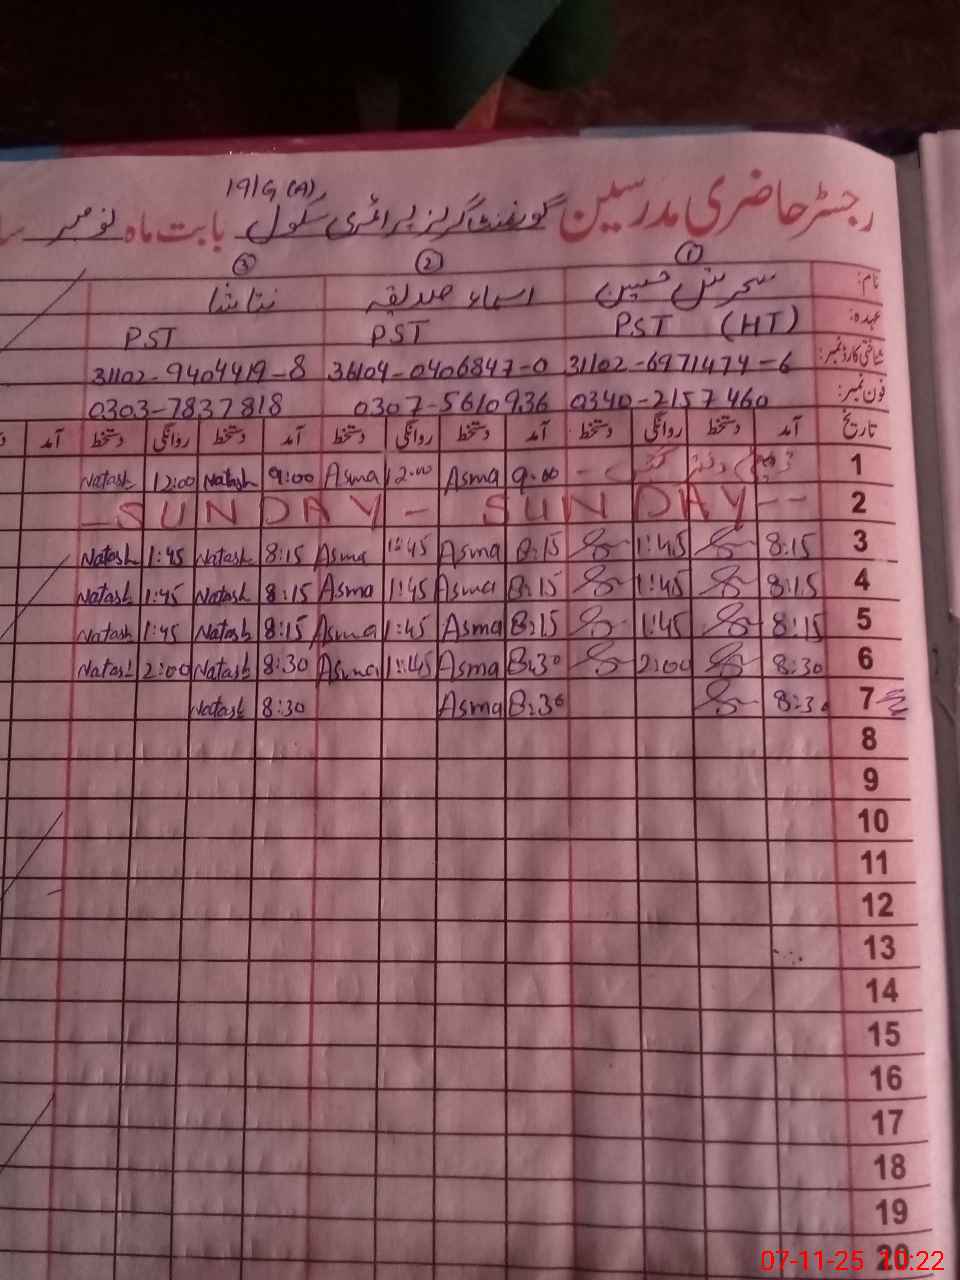 191G (A)
رجسٹر حاضری مدرسین گورنمنٹ گرلز پرائمری سکول بابت ماہ نومبر
① ② ③
نام: سحرش حسین اسماء صدیقہ نتاشا
عہدہ: PST (HT) PST PST
شناختی کارڈ نمبر: 31102-6971474-6 36104-0406847-0 31102-9404419-8
فون نمبر: 0340-2157460 0307-5610936 0303-7837818
تاریخ آمد دستخط روانگی دستخط آمد دستخط روانگی دستخط آمد دستخط روانگی دستخط آمد
1 9:00 Asma 12:00 Asma 9:00 Natash 12:00 Natash
2 - SUNDAY - SUNDAY --
3 8:15 1:45 8:15 Asma 1:45 Asma 8:15 Natash 1:45 Natash
4 8:15 1:45 8:15 Asma 1:45 Asma 8:15 Natash 1:45 Natash
5 8:15 1:45 8:15 Asma 1:45 Asma 8:15 Natash 1:45 Natash
6 8:30 2:00 8:30 Asma 1:45 Asma 8:30 Natash 2:00 Natash
7 8:30 8:30 Asma 8:30 Natash
8
9
10
11
12
13
14
15
16
17
18
19
20
07-11-25 10:22